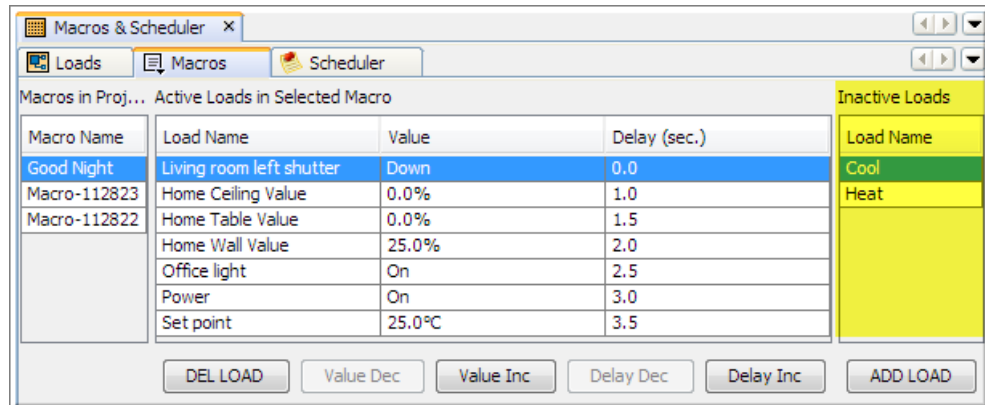 Macros & Scheduler
Loads Macros Scheduler
Macros in Proj... Active Loads in Selected Macro Inactive Loads
Macro Name Load Name Value Delay (sec.) Load Name
Good Night Living room left shutter Down 0.0 Cool
Macro-112823 Home Ceiling Value 0.0% 1.0 Heat
Macro-112822 Home Table Value 0.0% 1.5
Home Wall Value 25.0% 2.0
Office light On 2.5
Power On 3.0
Set point 25.0°C 3.5
DEL LOAD Value Dec Value Inc Delay Dec Delay Inc ADD LOAD